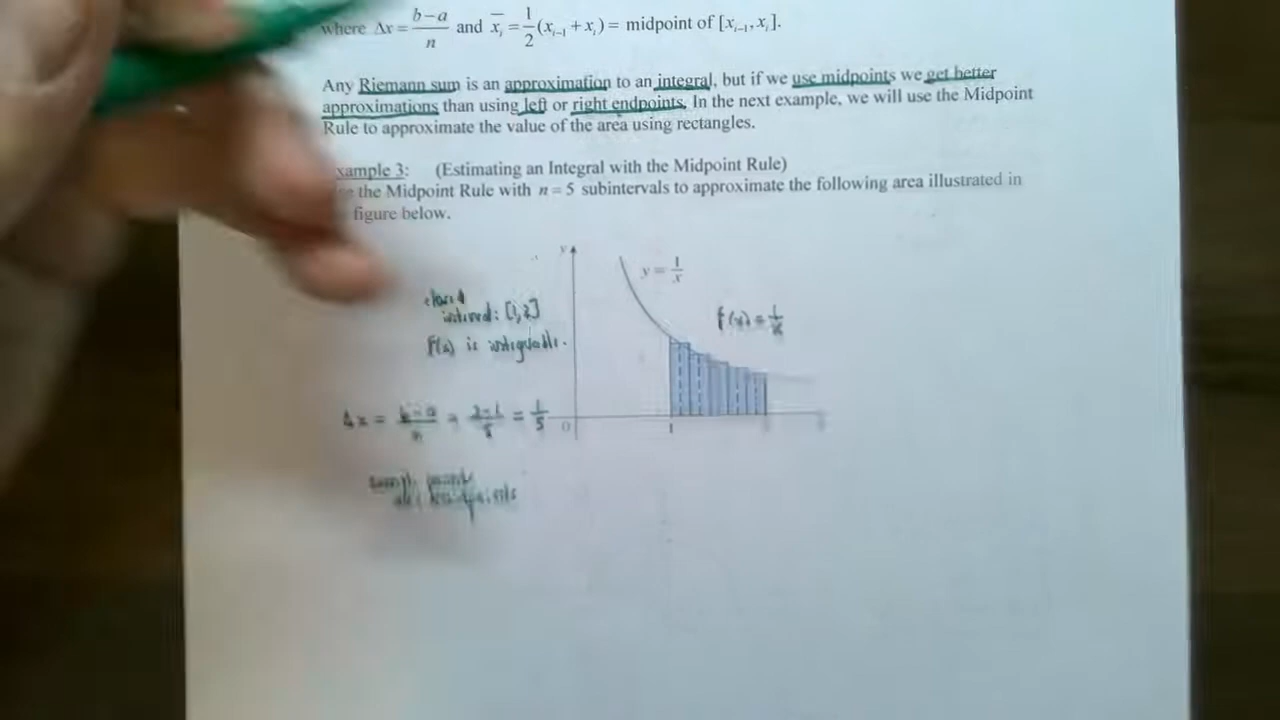 where Δx = b−a/n and x̄ᵢ = 1/2(xᵢ₋₁ + xᵢ) = midpoint of [xᵢ₋₁, xᵢ].
Any Riemann sum is an approximation to an integral, but if we use midpoints we get better
approximations than using left or right endpoints. In the next example, we will use the Midpoint
Rule to approximate the value of the area using rectangles.
xample 3: (Estimating an Integral with the Midpoint Rule)
the Midpoint Rule with n = 5 subintervals to approximate the following area illustrated in
figure below.
y
y = 1/x
closed
interval: [1,2]
f(x) = 1/x
f(x) is integrable.
Δx = b−a/n = 2−1/5 = 1/5
0
1
sample points
are midpoints